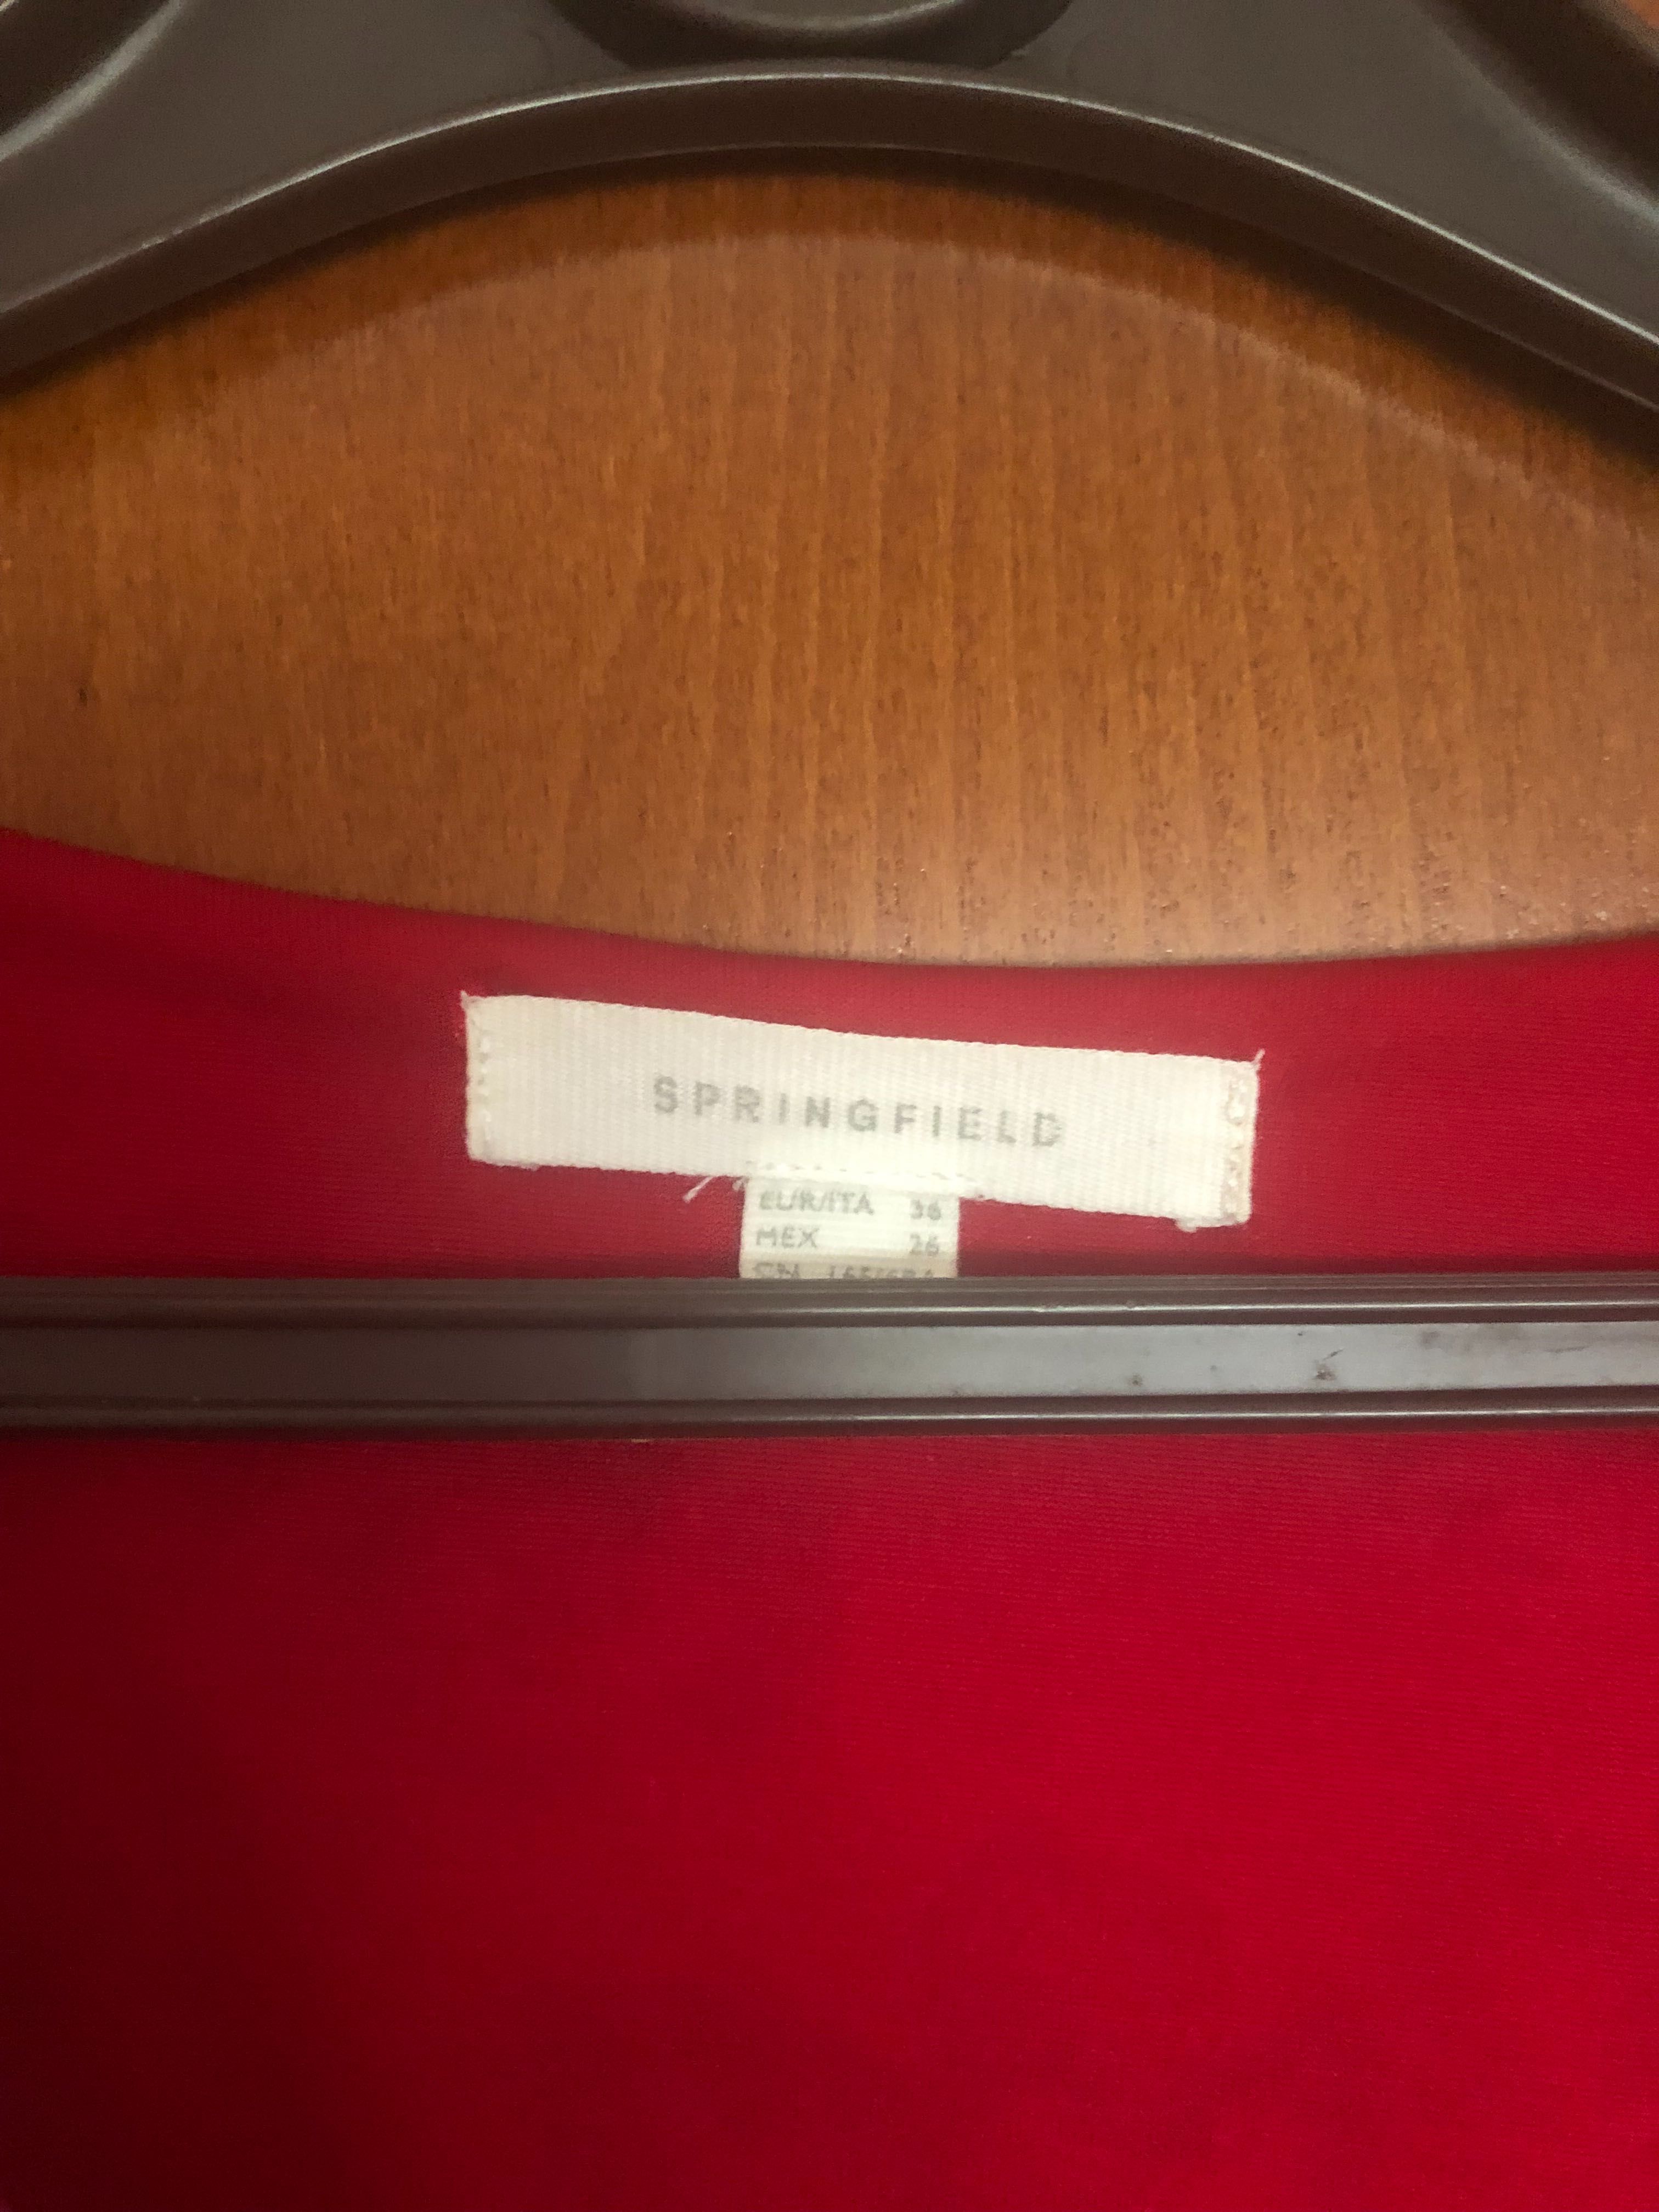 SPRINGFIELD
EUR/ITA 36
MEX 26